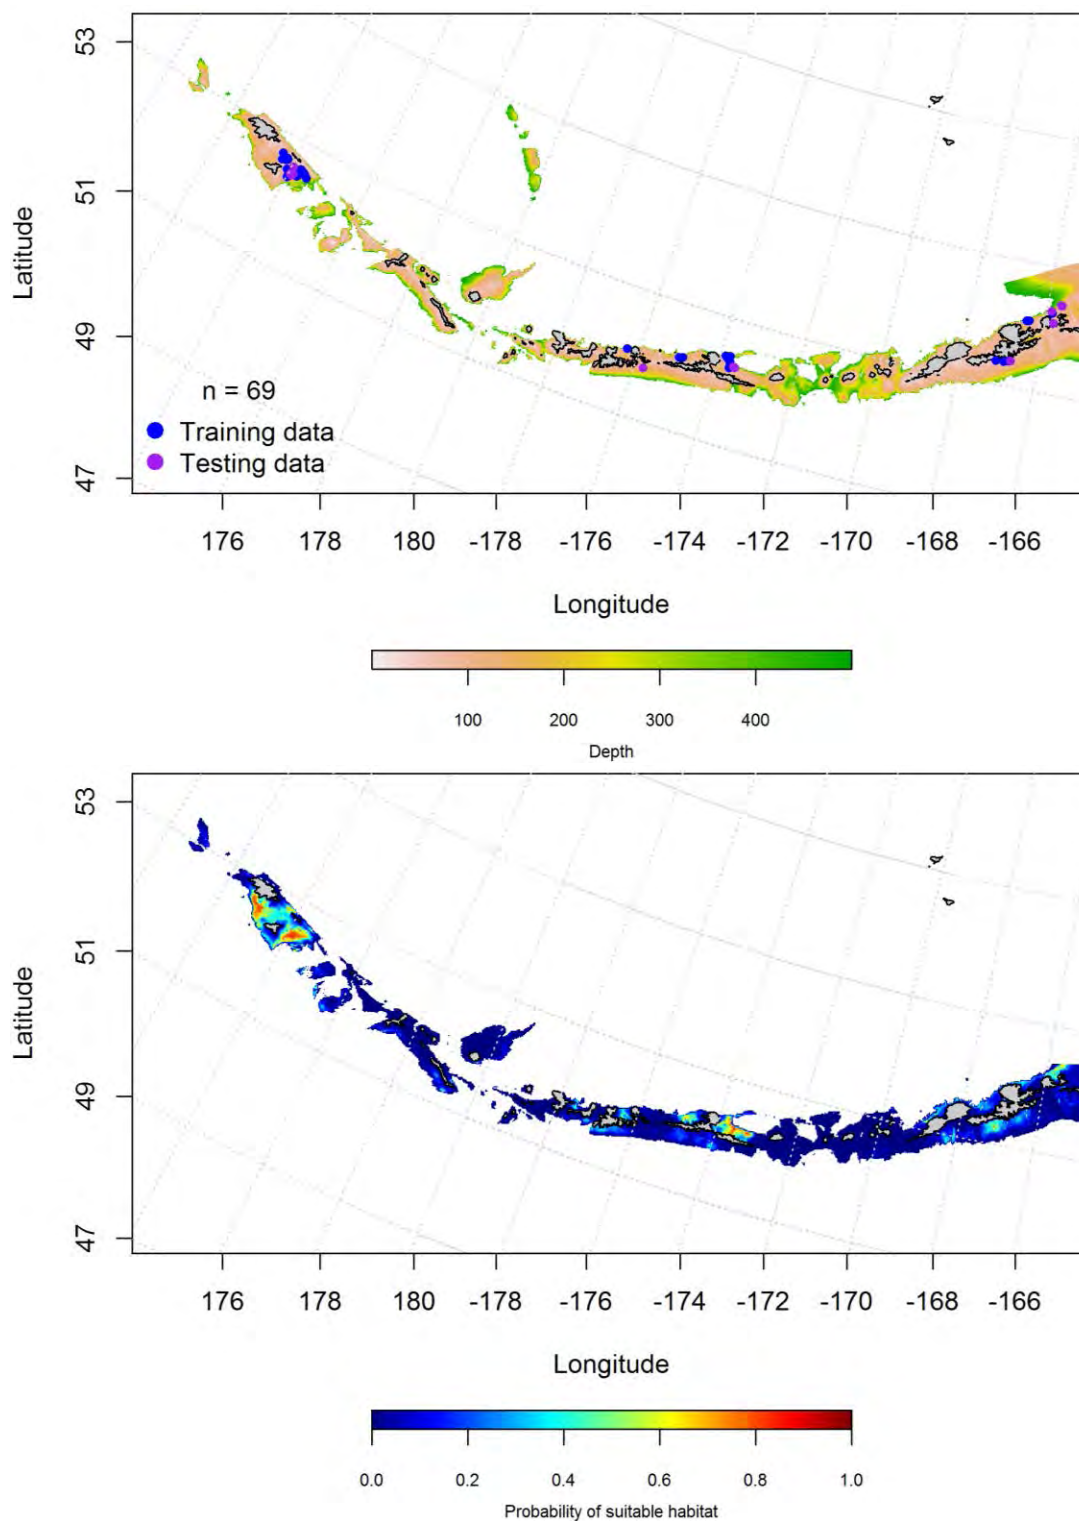 53
51
49
47
Latitude
n = 69
Training data
Testing data
176 178 180 -178 -176 -174 -172 -170 -168 -166
Longitude
100 200 300 400
Depth
53
51
49
47
Latitude
176 178 180 -178 -176 -174 -172 -170 -168 -166
Longitude
0.0 0.2 0.4 0.6 0.8 1.0
Probability of suitable habitat